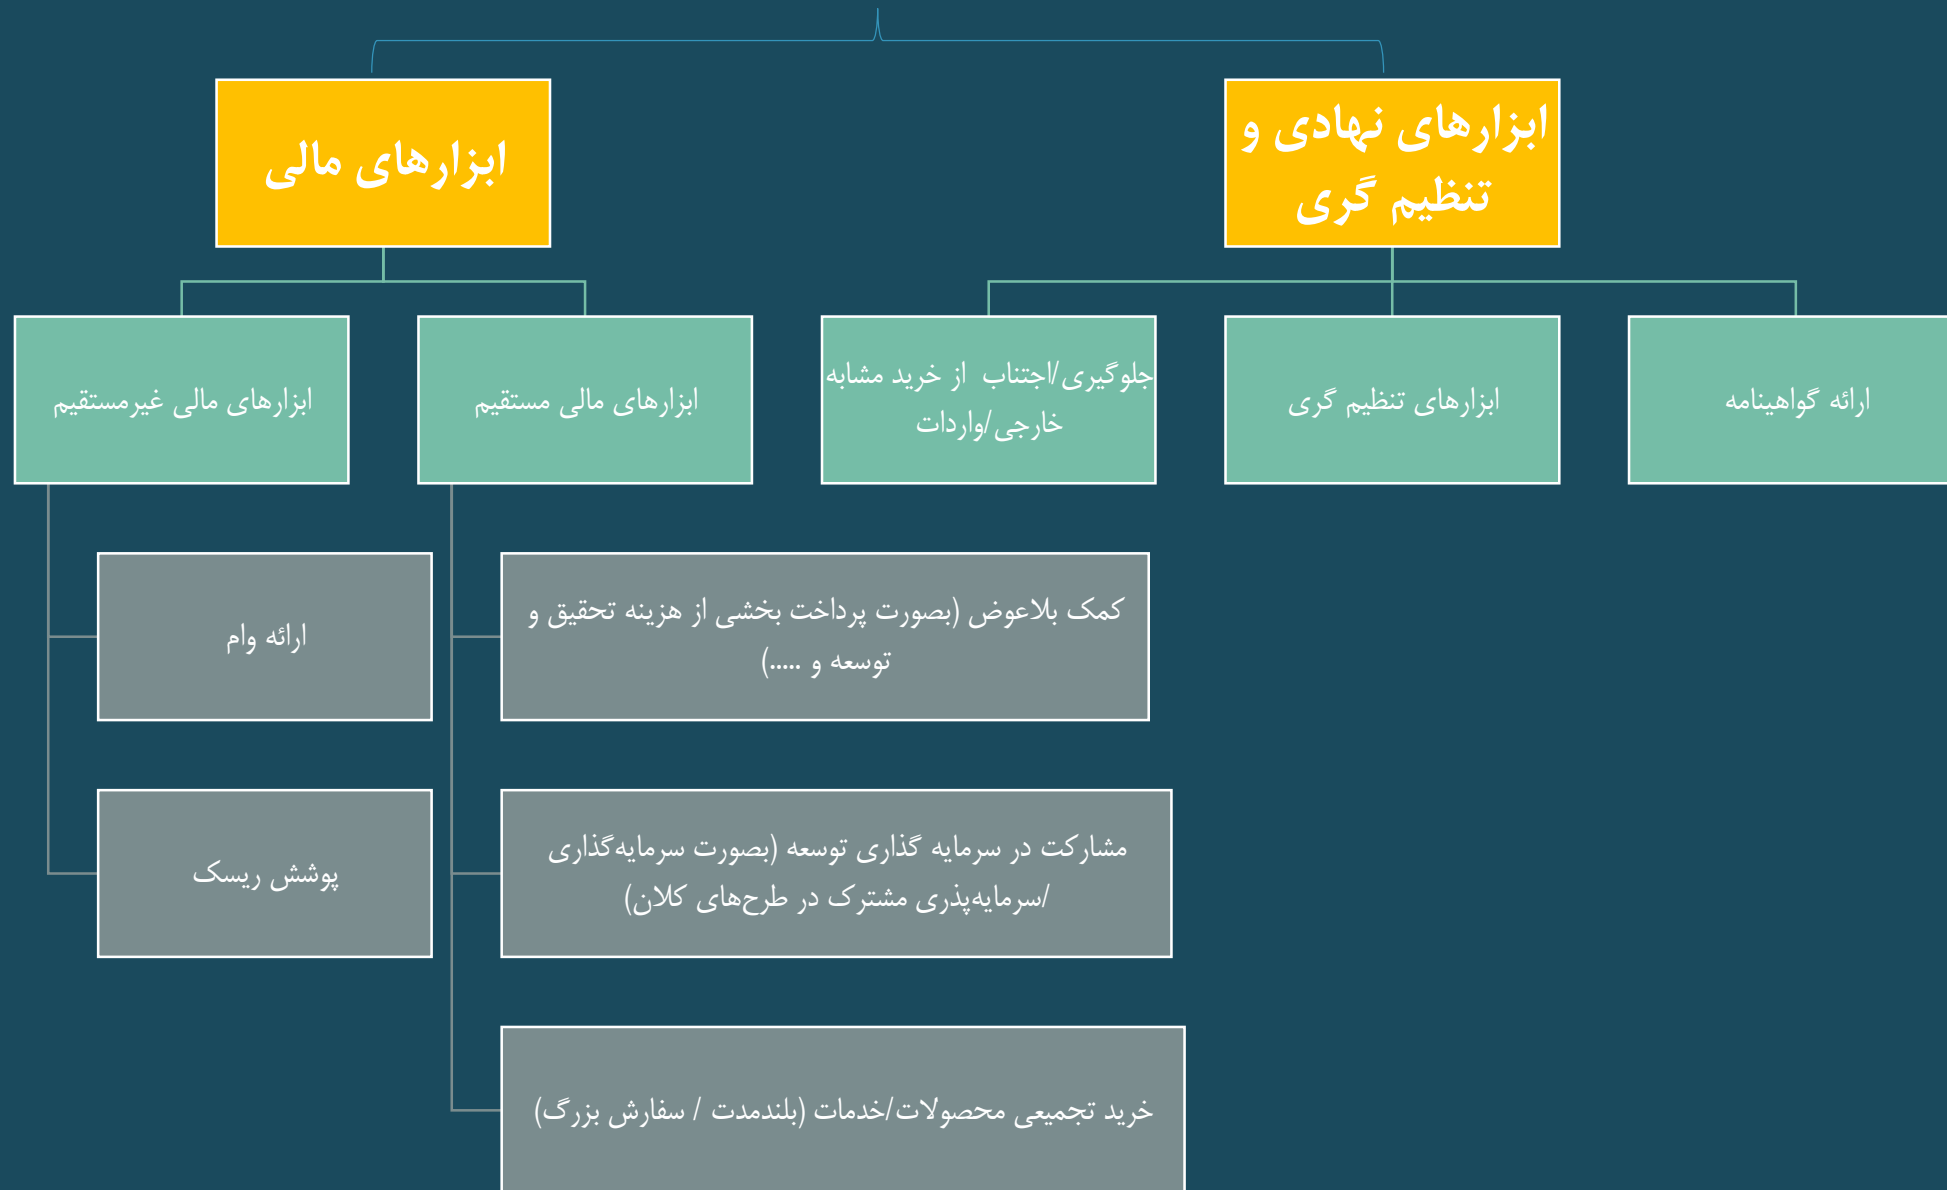 ابزارهای نهادی و
تنظیم گری
ابزارهای مالی
ارائه گواهینامه
ابزارهای تنظیم گری
جلوگیری/اجتناب از خرید مشابه
خارجی/واردات
ابزارهای مالی مستقیم
ابزارهای مالی غیرمستقیم
کمک بلاعوض (بصورت پرداخت بخشی از هزینه تحقیق و
توسعه و .....)
مشارکت در سرمایه گذاری توسعه (بصورت سرمایه‌گذاری
/سرمایه‌پذری مشترک در طرح‌های کلان)
خرید تجمیعی محصولات/خدمات (بلندمدت / سفارش بزرگ)
ارائه وام
پوشش ریسک